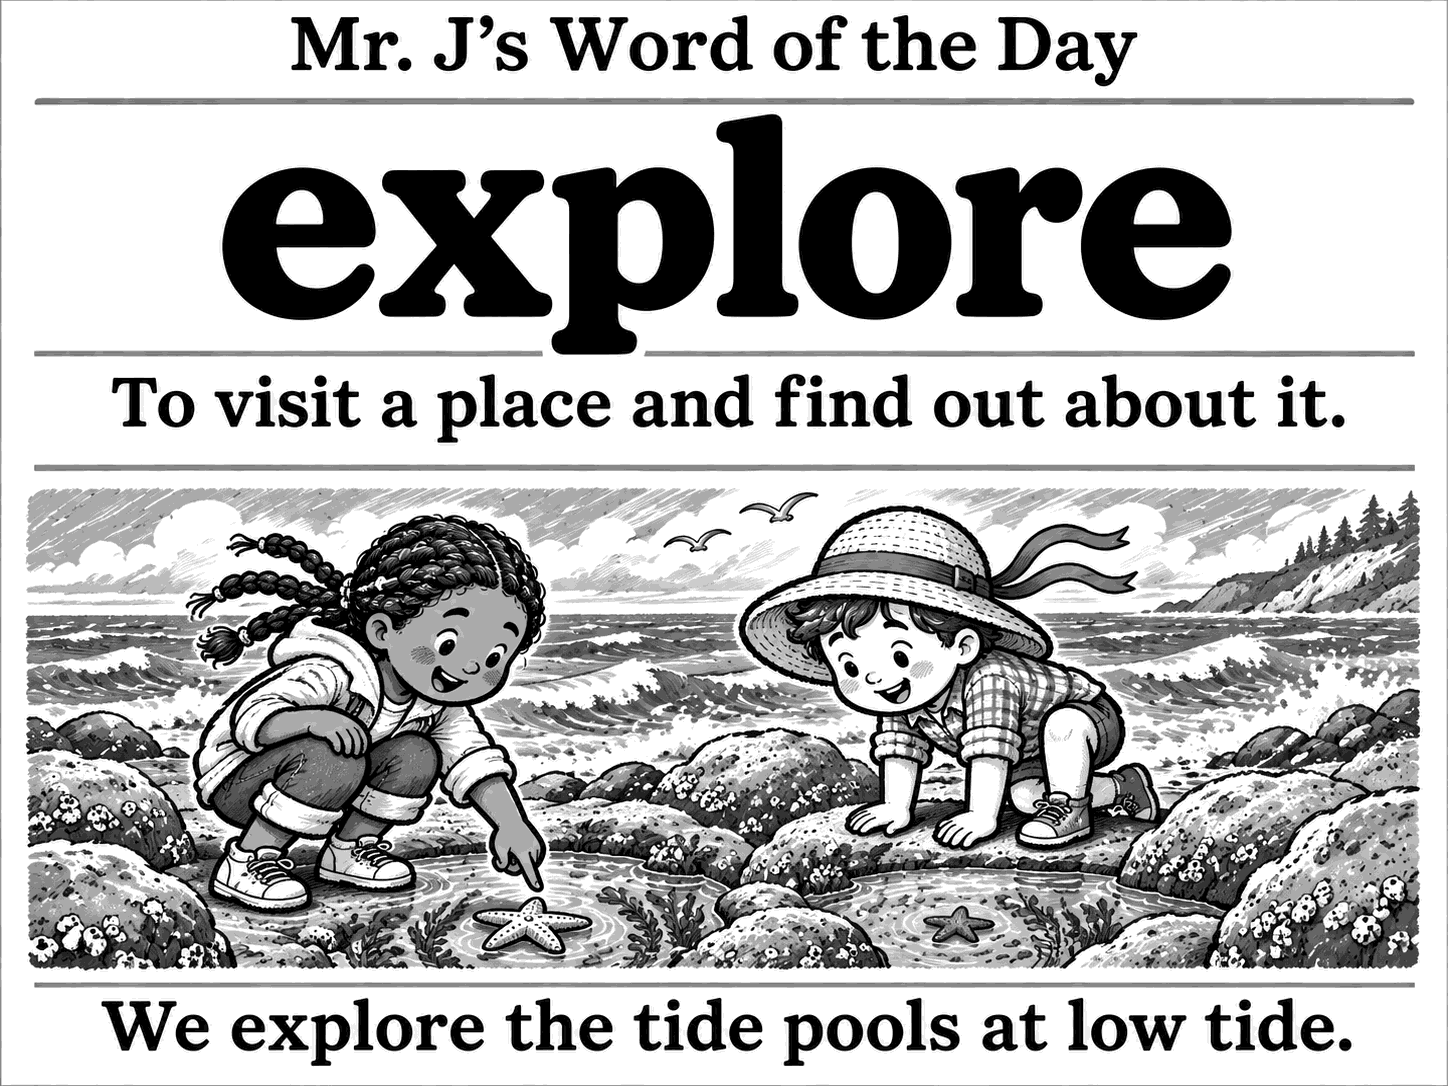 Mr. J’s Word of the Day
explore
To visit a place and find out about it.
We explore the tide pools at low tide.